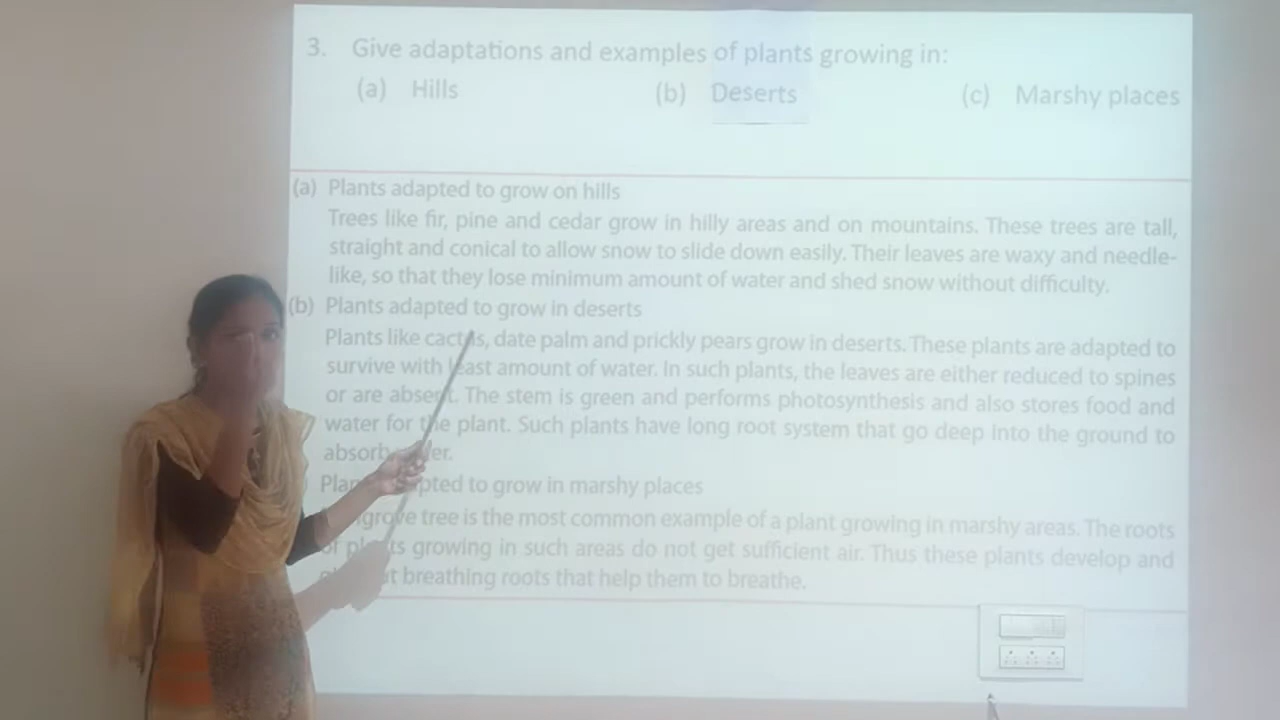 3. Give adaptations and examples of plants growing in:
(a) Hills (b) Deserts (c) Marshy places
(a) Plants adapted to grow on hills
Trees like fir, pine and cedar grow in hilly areas and on mountains. These trees are tall,
straight and conical to allow snow to slide down easily. Their leaves are waxy and needle-
like, so that they lose minimum amount of water and shed snow without difficulty.
(b) Plants adapted to grow in deserts
Plants like cactus, date palm and prickly pears grow in deserts. These plants are adapted to
survive with least amount of water. In such plants, the leaves are either reduced to spines
or are absent. The stem is green and performs photosynthesis and also stores food and
water for the plant. Such plants have long root system that go deep into the ground to
absorb
to grow in marshy places
tree is the most common example of a plant growing in marshy areas. The roots
of plants growing in such areas do not get sufficient air. Thus these plants develop and
breathing roots that help them to breathe.